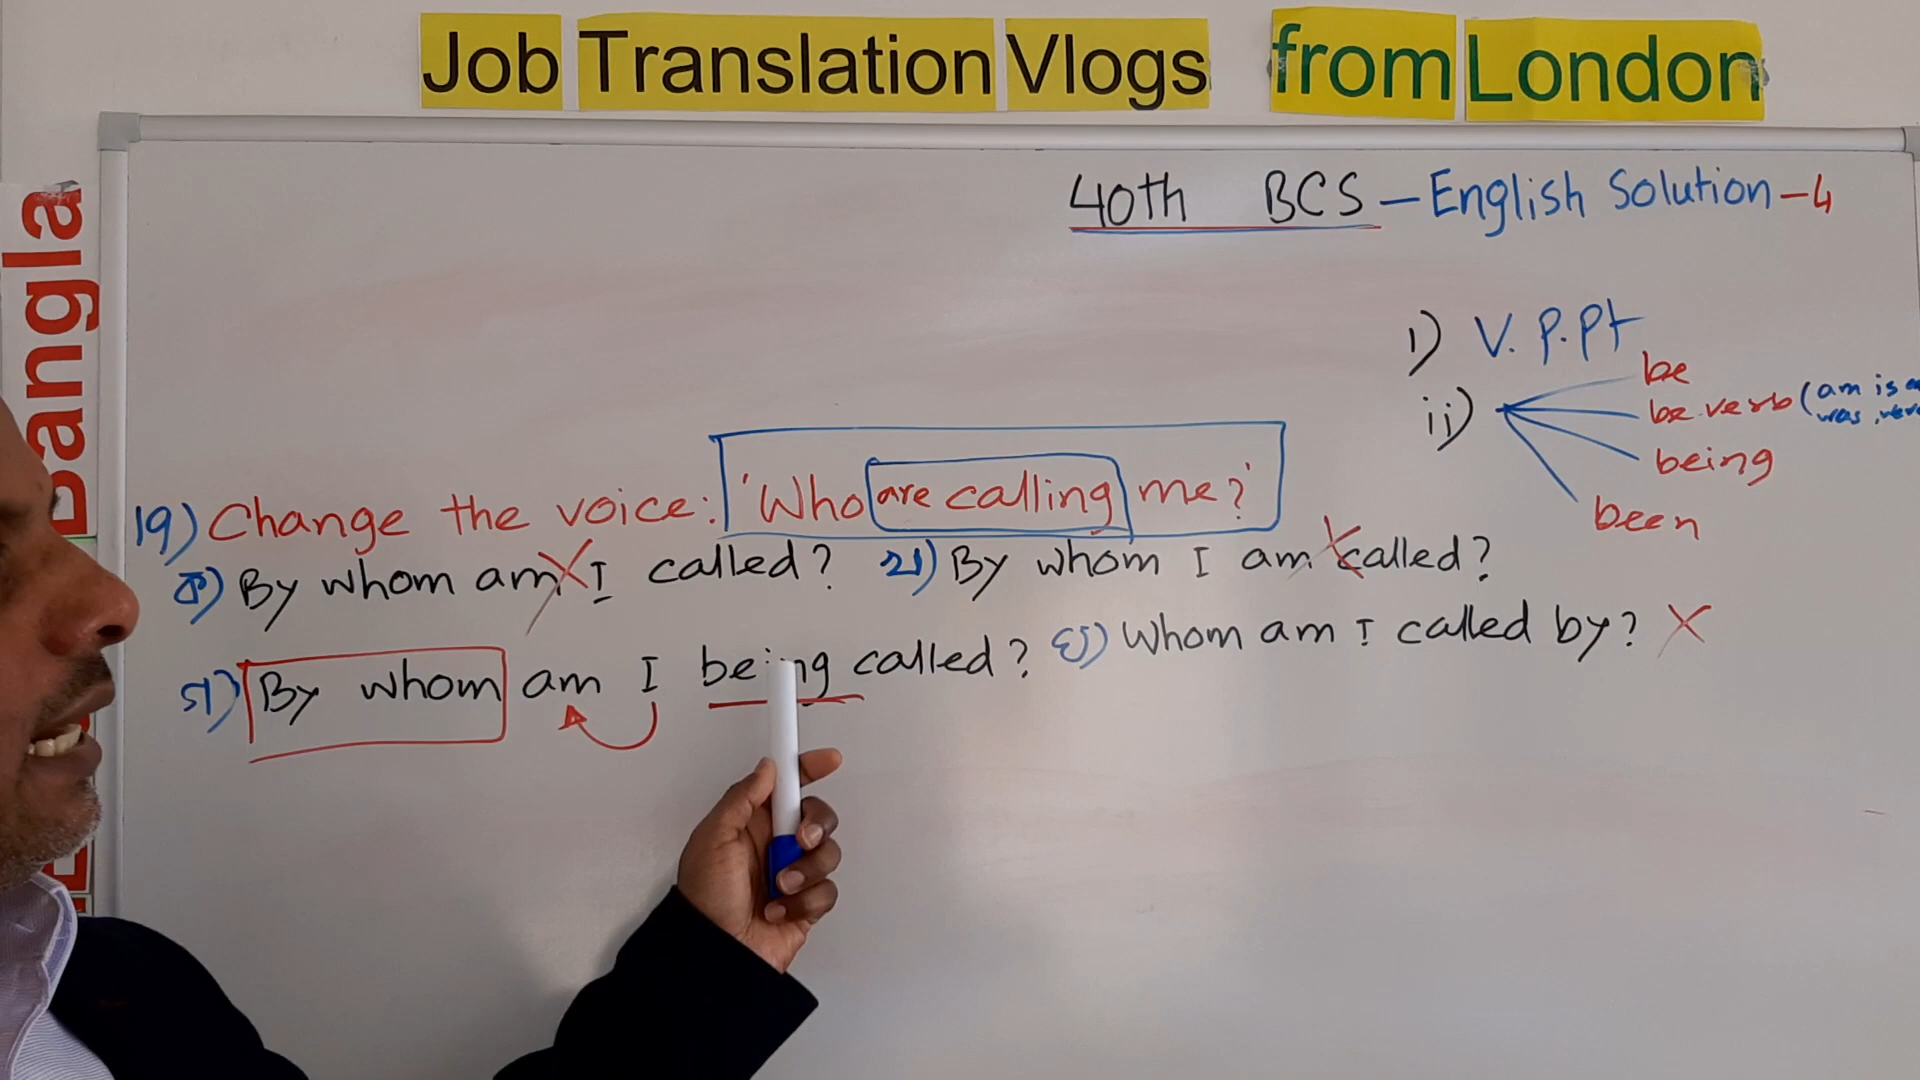 Job Translation Vlogs from London
Bangla
40th BCS – English Solution – 4
i) V. P.Pt
ii) be
be verb (am is
was, were
being
been
19) Change the voice: 'Who are calling me?'
ক) By whom am I called? খ) By whom I am called?
গ) By whom am I being called? ঘ) Whom am I called by?